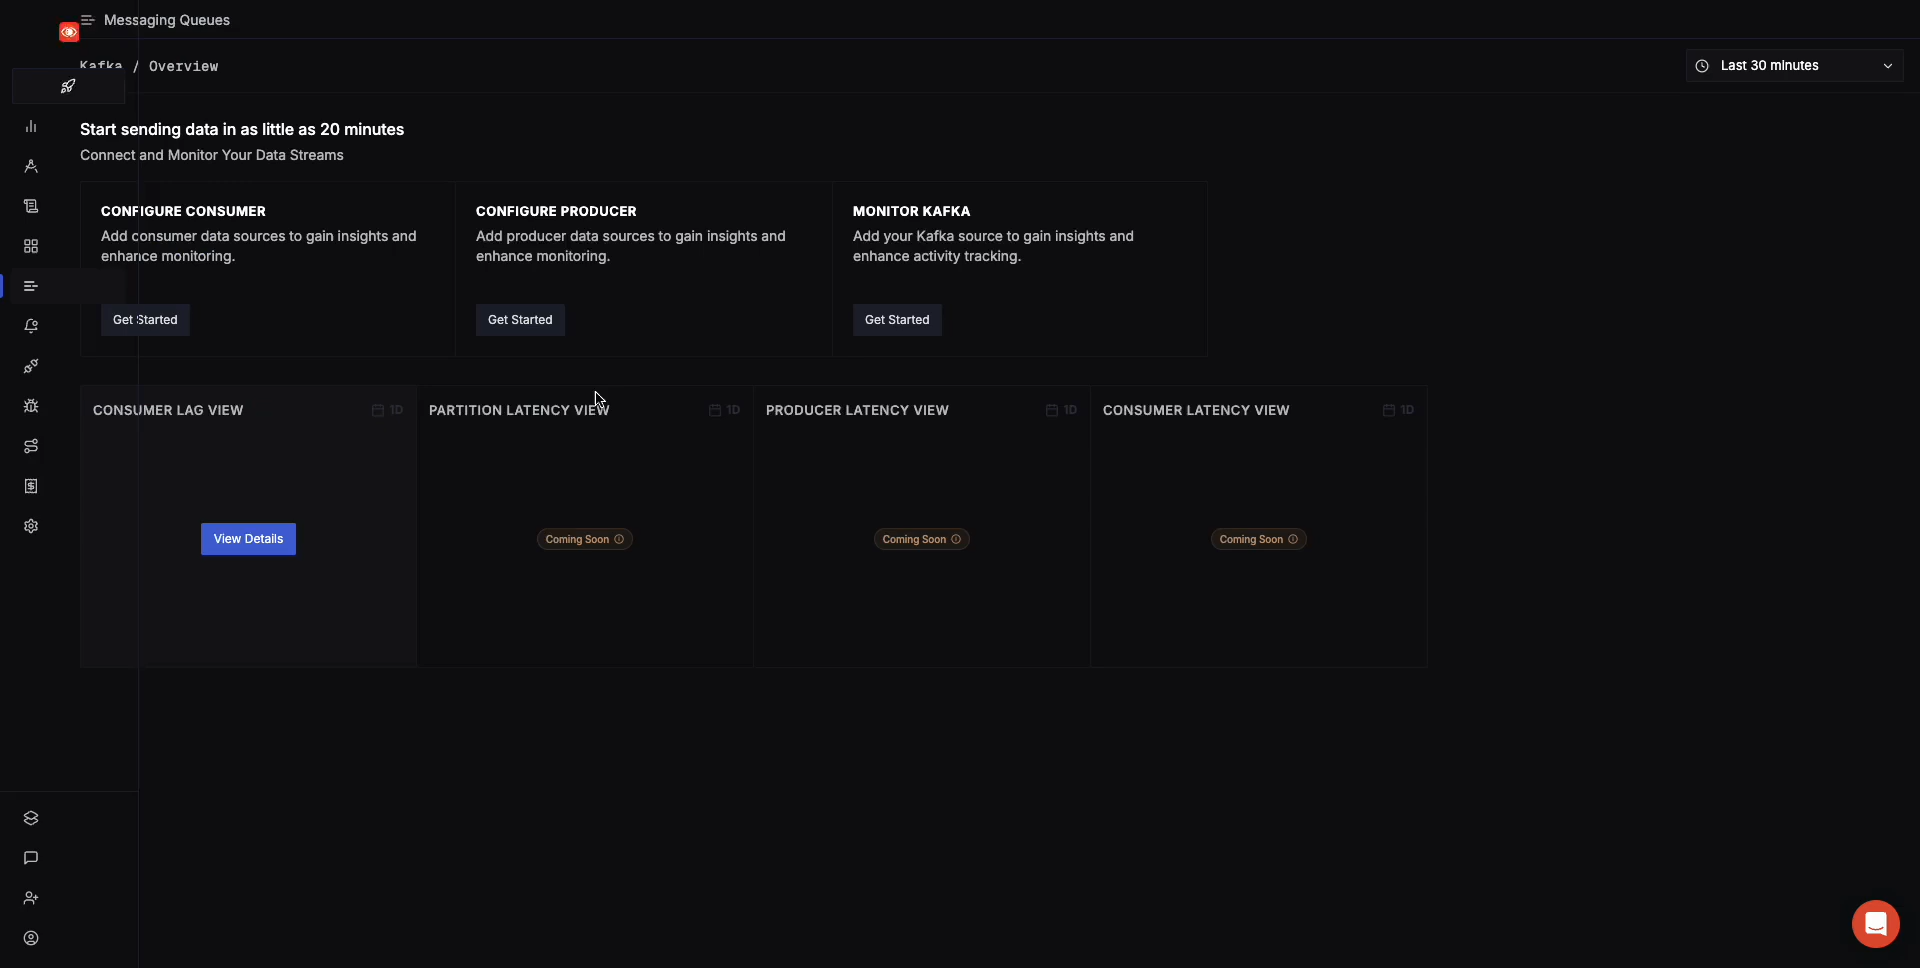 Messaging Queues
Kafka / Overview
Last 30 minutes
Start sending data in as little as 20 minutes
Connect and Monitor Your Data Streams
CONFIGURE CONSUMER
Add consumer data sources to gain insights and
enhance monitoring.
Get Started
CONFIGURE PRODUCER
Add producer data sources to gain insights and
enhance monitoring.
Get Started
MONITOR KAFKA
Add your Kafka source to gain insights and
enhance activity tracking.
Get Started
CONSUMER LAG VIEW
1D
View Details
PARTITION LATENCY VIEW
1D
Coming Soon
PRODUCER LATENCY VIEW
1D
Coming Soon
CONSUMER LATENCY VIEW
1D
Coming Soon